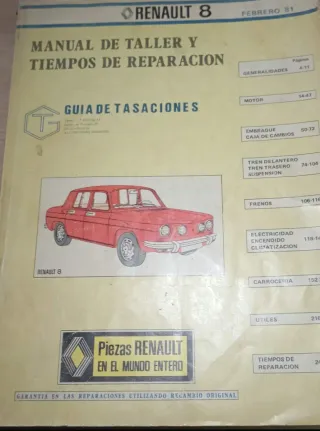 RENAULT 8
FEBRERO 81
MANUAL DE TALLER Y
TIEMPOS DE REPARACION
GUIA DE TASACIONES
RENAULT-8
Piezas RENAULT
EN EL MUNDO ENTERO
GARANTIA EN LAS REPARACIONES UTILIZANDO RECAMBIO ORIGINAL
Página
GENERALIDADES
MOTOR
EMBRAGUE
CAJA DE CAMBIOS
TREN DELANTERO
TREN TRASERO
SUSPENSION
FRENOS
ELECTRICIDAD
ENCENDIDO
CLIMATIZACION
CARROCERIA
TIEMPOS DE
REPARACION